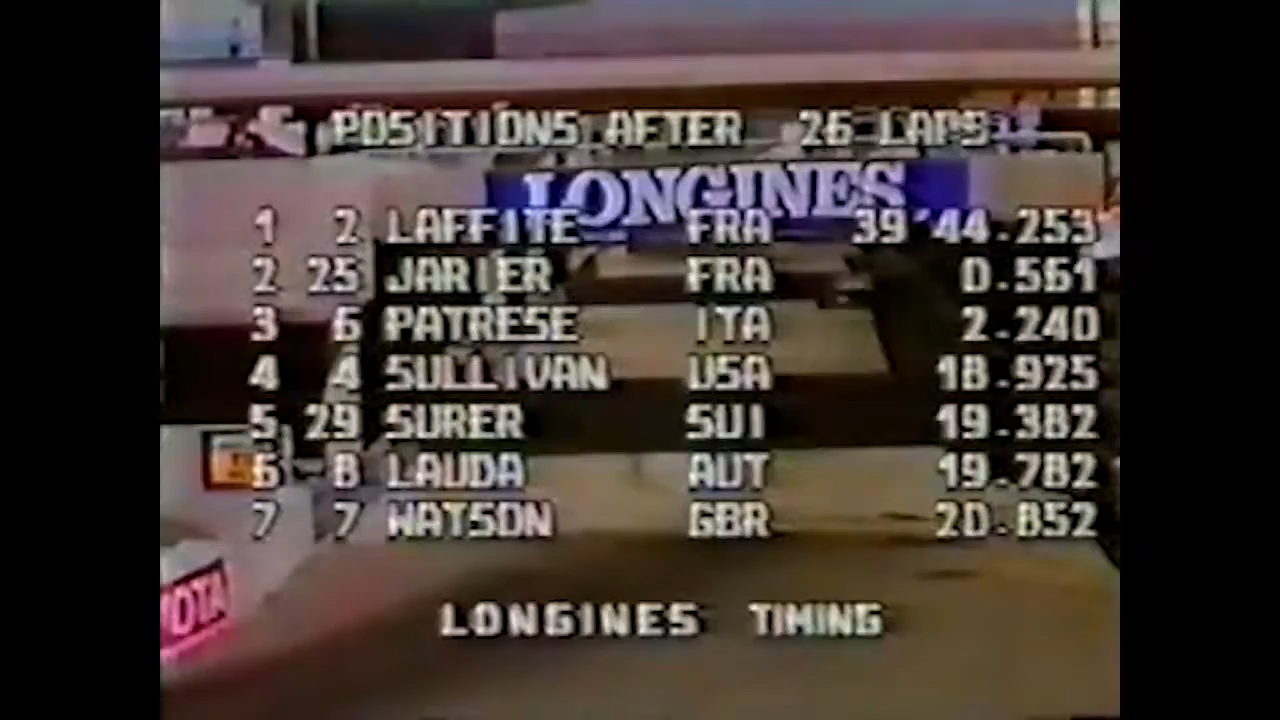 POSITIONS AFTER 26 LAPS
LONGINES
1 2 LAFFITE FRA 39'44.253
2 25 JARIER FRA 0.561
3 6 PATRESE ITA 2.240
4 4 SULLIVAN USA 18.925
5 29 SURER SUI 19.382
6 8 LAUDA AUT 19.782
7 7 WATSON GBR 20.852
YOTA
LONGINES TIMING